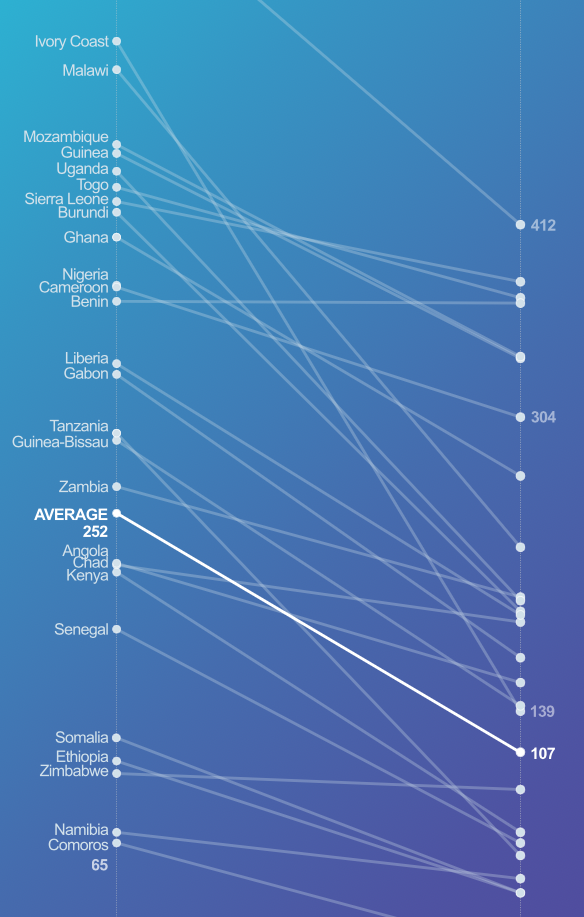 Ivory Coast
Malawi
Mozambique
Guinea
Uganda
Togo
Sierra Leone
Burundi
412
Ghana
Nigeria
Cameroon
Benin
Liberia
Gabon
304
Tanzania
Guinea-Bissau
Zambia
AVERAGE
252
Angola
Chad
Kenya
Senegal
139
Somalia
107
Ethiopia
Zimbabwe
Namibia
Comoros
65